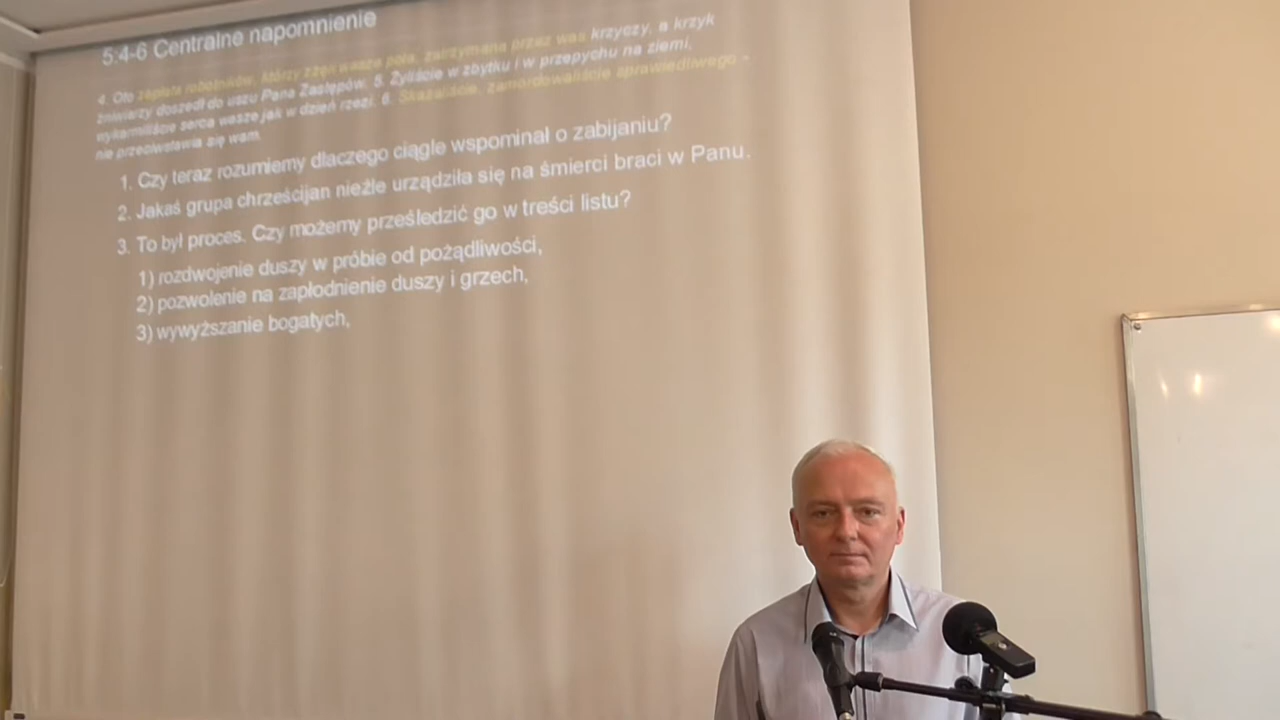 5:4-6 Centralne napomnienie
4. Oto zapłata robotników, którzy zżęli wasze pola, zatrzymana przez was krzyczy, a krzyk
żniwiarzy doszedł do uszu Pana Zastępów. 5. Żyliście w zbytku i w przepychu na ziemi,
wykarmiliście serca wasze jak w dzień rzezi. 6. Skazaliście, zamordowaliście sprawiedliwego -
nie przeciwstawia się wam.
1. Czy teraz rozumiemy dlaczego ciągle wspominał o zabijaniu?
2. Jakaś grupa chrześcijan nieźle urządziła się na śmierci braci w Panu.
3. To był proces. Czy możemy prześledzić go w treści listu?
1) rozdwojenie duszy w próbie od pożądliwości,
2) pozwolenie na zapłodnienie duszy i grzech,
3) wywyższanie bogatych,